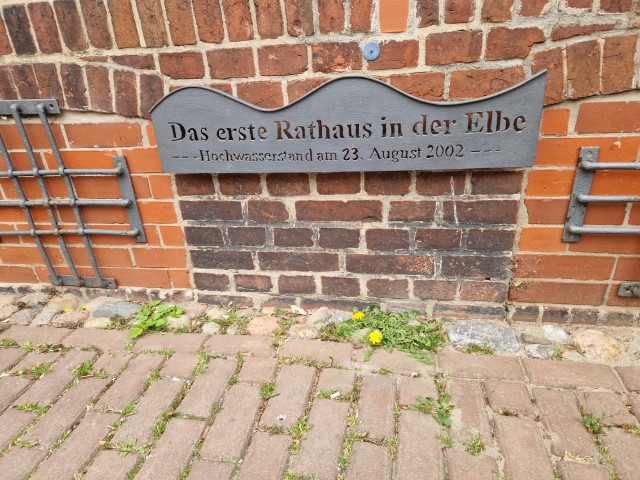 Das erste Rathaus in der Elbe
---Hochwasserstand am 23. August 2002---